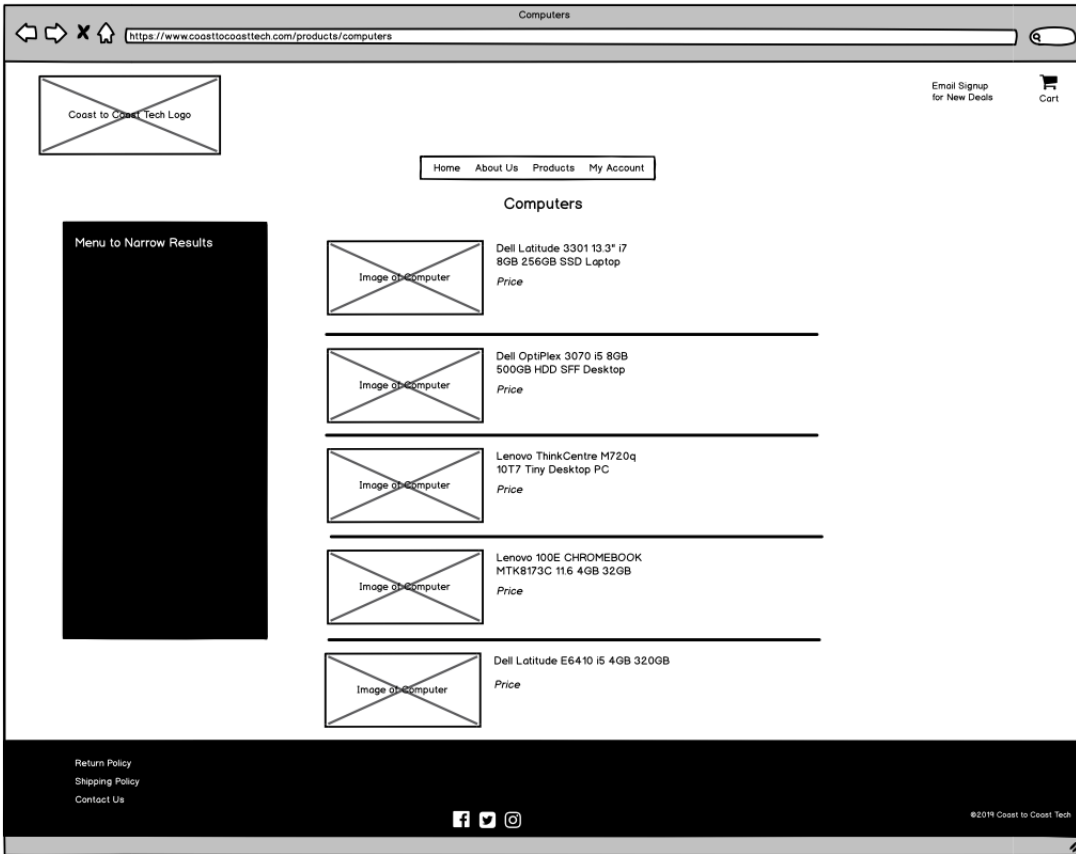 Computers
https://www.coasttocoasttech.com/products/computers
Coast to Coast Tech Logo
Email Signup
for New Deals
Cart
Home About Us Products My Account
Computers
Menu to Narrow Results
Image of Computer
Dell Latitude 3301 13.3" i7
8GB 256GB SSD Laptop
Price
Image of Computer
Dell OptiPlex 3070 i5 8GB
500GB HDD SFF Desktop
Price
Image of Computer
Lenovo ThinkCentre M720q
10T7 Tiny Desktop PC
Price
Image of Computer
Lenovo 100E CHROMEBOOK
MTK8173C 11.6 4GB 32GB
Price
Image of Computer
Dell Latitude E6410 i5 4GB 320GB
Price
Return Policy
Shipping Policy
Contact Us
©2019 Coast to Coast Tech